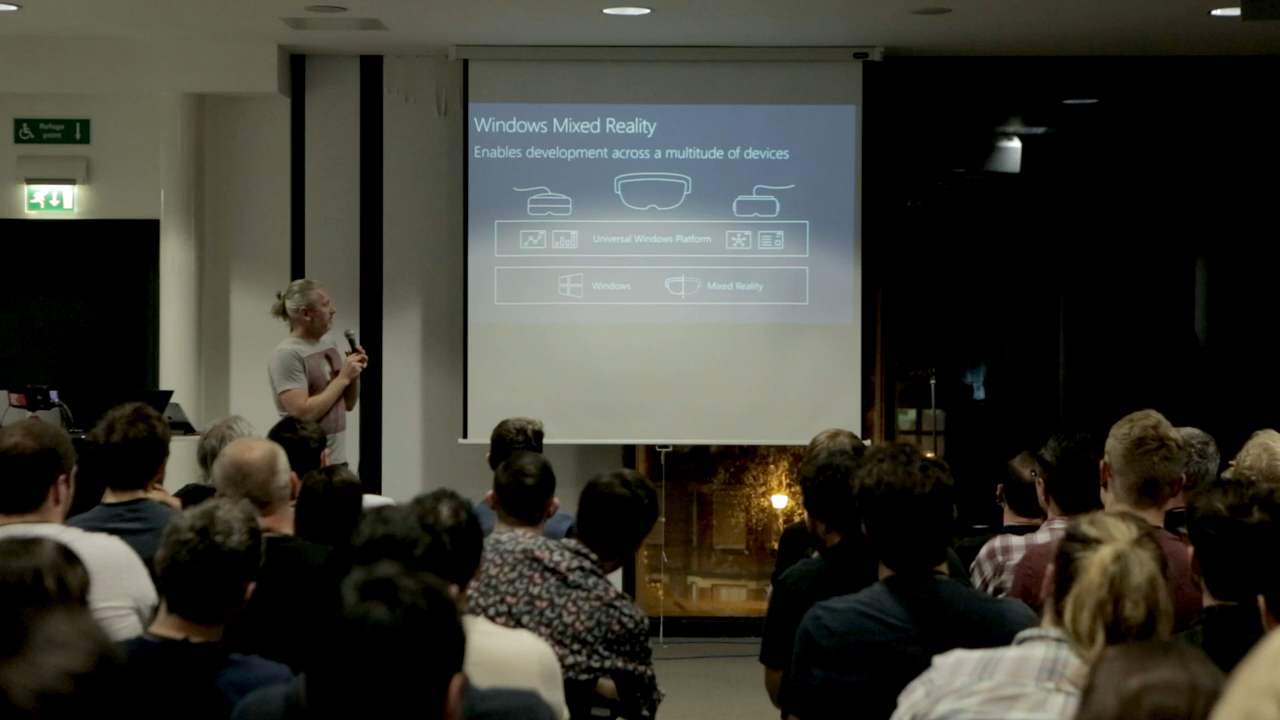 Refuge
point
Windows Mixed Reality
Enables development across a multitude of devices
Universal Windows Platform
Windows
Mixed Reality